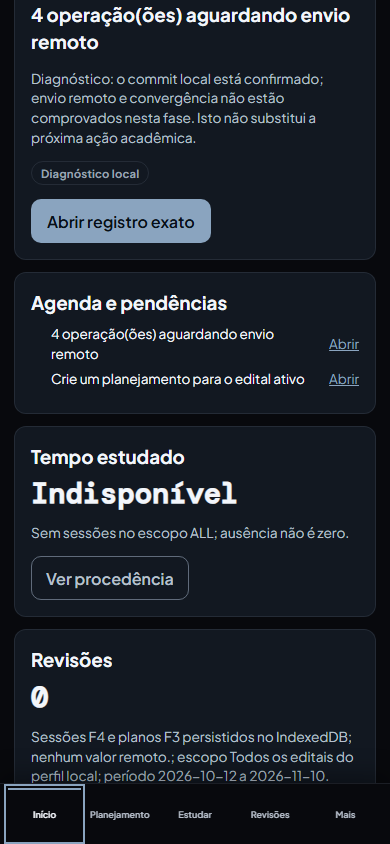 4 operação(ões) aguardando envio
remoto
Diagnóstico: o commit local está confirmado;
envio remoto e convergência não estão
comprovados nesta fase. Isto não substitui a
próxima ação acadêmica.
Diagnóstico local
Abrir registro exato
Agenda e pendências
4 operação(ões) aguardando envio
remoto
Abrir
Crie um planejamento para o edital ativo
Abrir
Tempo estudado
Indisponível
Sem sessões no escopo ALL; ausência não é zero.
Ver procedência
Revisões
0
Sessões F4 e planos F3 persistidos no IndexedDB;
nenhum valor remoto.; escopo Todos os editais do
perfil local; período 2026-10-12 a 2026-11-10.
Início
Planejamento
Estudar
Revisões
Mais